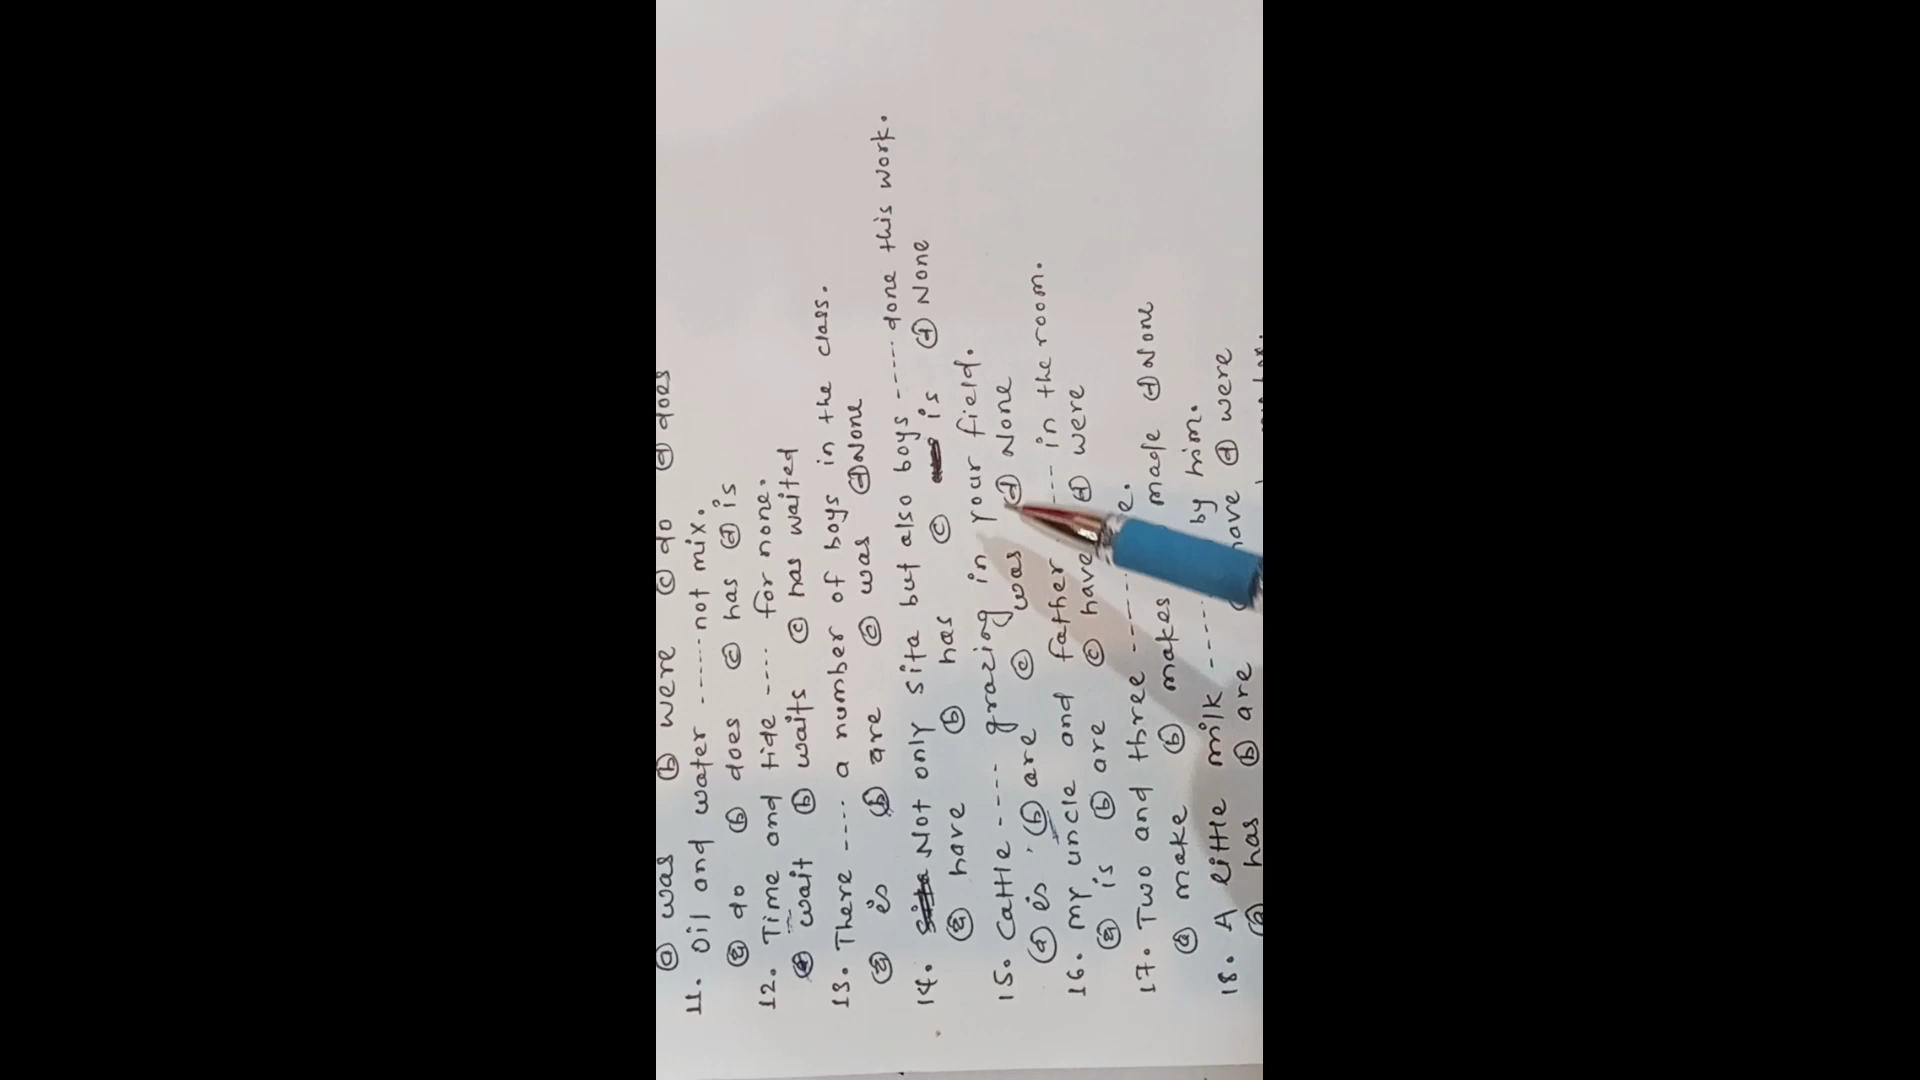 ⓐ was ⓑ were ⓒ do ⓓ does
11. Oil and water ------ not mix.
ⓐ do ⓑ does ⓒ has ⓓ is
12. Time and tide ---- for none.
ⓐ wait ⓑ waits ⓒ has waited
13. There ---- a number of boys in the class.
ⓐ is ⓑ are ⓒ was ⓓ None
14. Not only sita but also boys ----- done this work.
ⓐ have ⓑ has ⓒ is ⓓ None
15. Cattle ---- grazing in your field.
ⓐ is ⓑ are ⓒ was ⓓ None
16. My uncle and father --- in the room.
ⓐ is ⓑ are ⓒ have ⓓ were
17. Two and three ------ e.
ⓐ make ⓑ makes made ⓓ None
18. A little milk ----- by him.
ⓐ has ⓑ are have ⓓ were